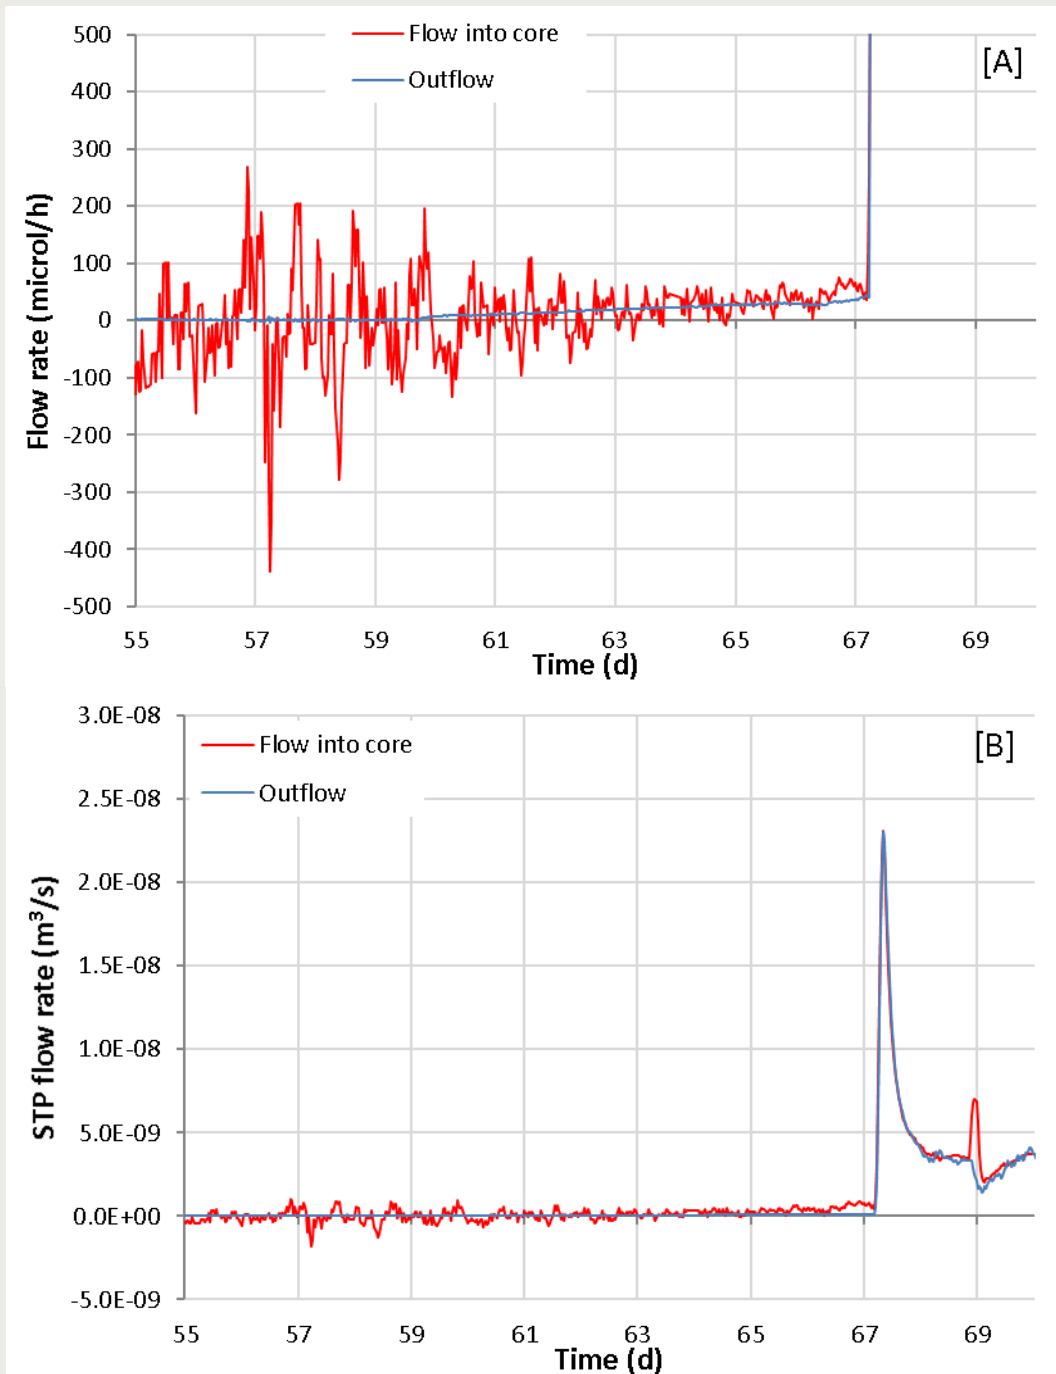 500
Flow into core
[A]
Outflow
400
300
200
100
0
-100
-200
-300
-400
-500
Flow rate (microl/h)
55 57 59 61 63 65 67 69
Time (d)
3.0E-08
Flow into core
[B]
Outflow
2.5E-08
2.0E-08
1.5E-08
1.0E-08
5.0E-09
0.0E+00
-5.0E-09
STP flow rate (m³/s)
55 57 59 61 63 65 67 69
Time (d)